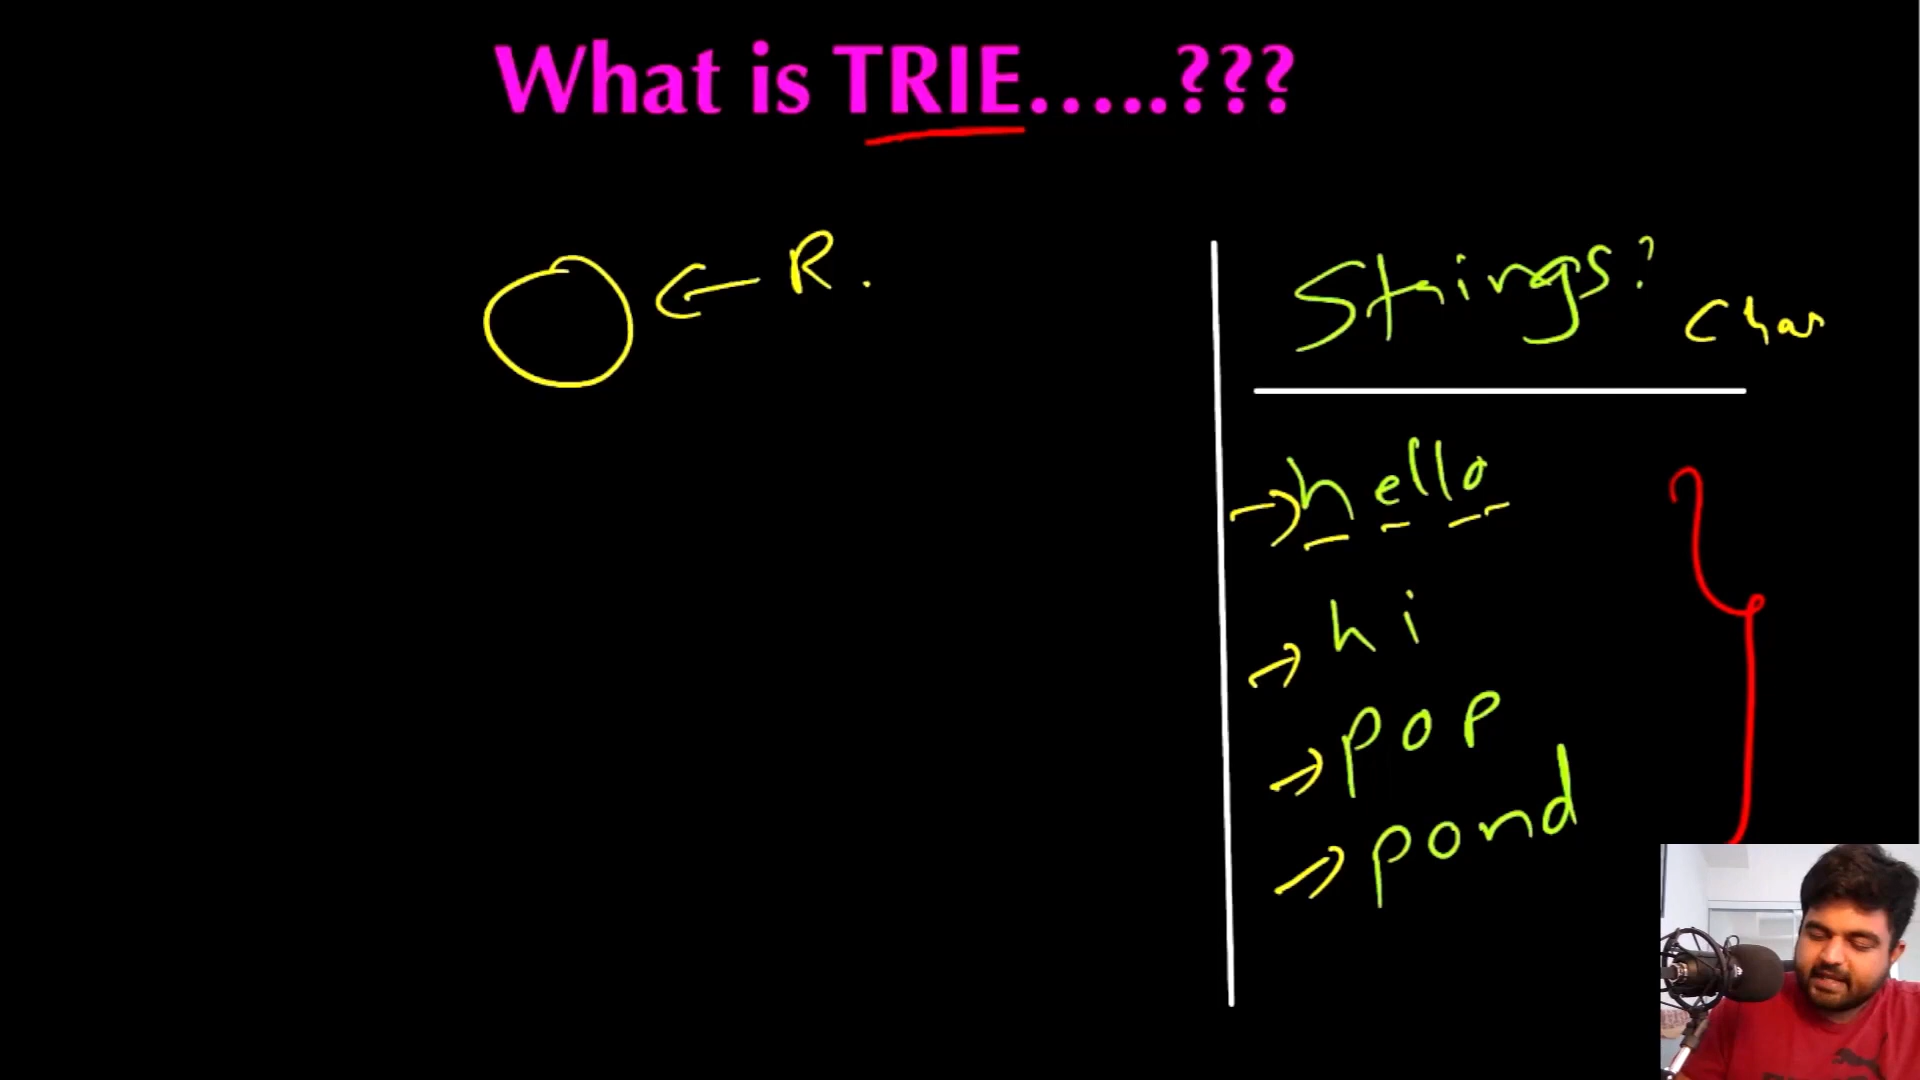 What is TRIE.....???
R.
Strings?
Char
hello
hi
pop
pond